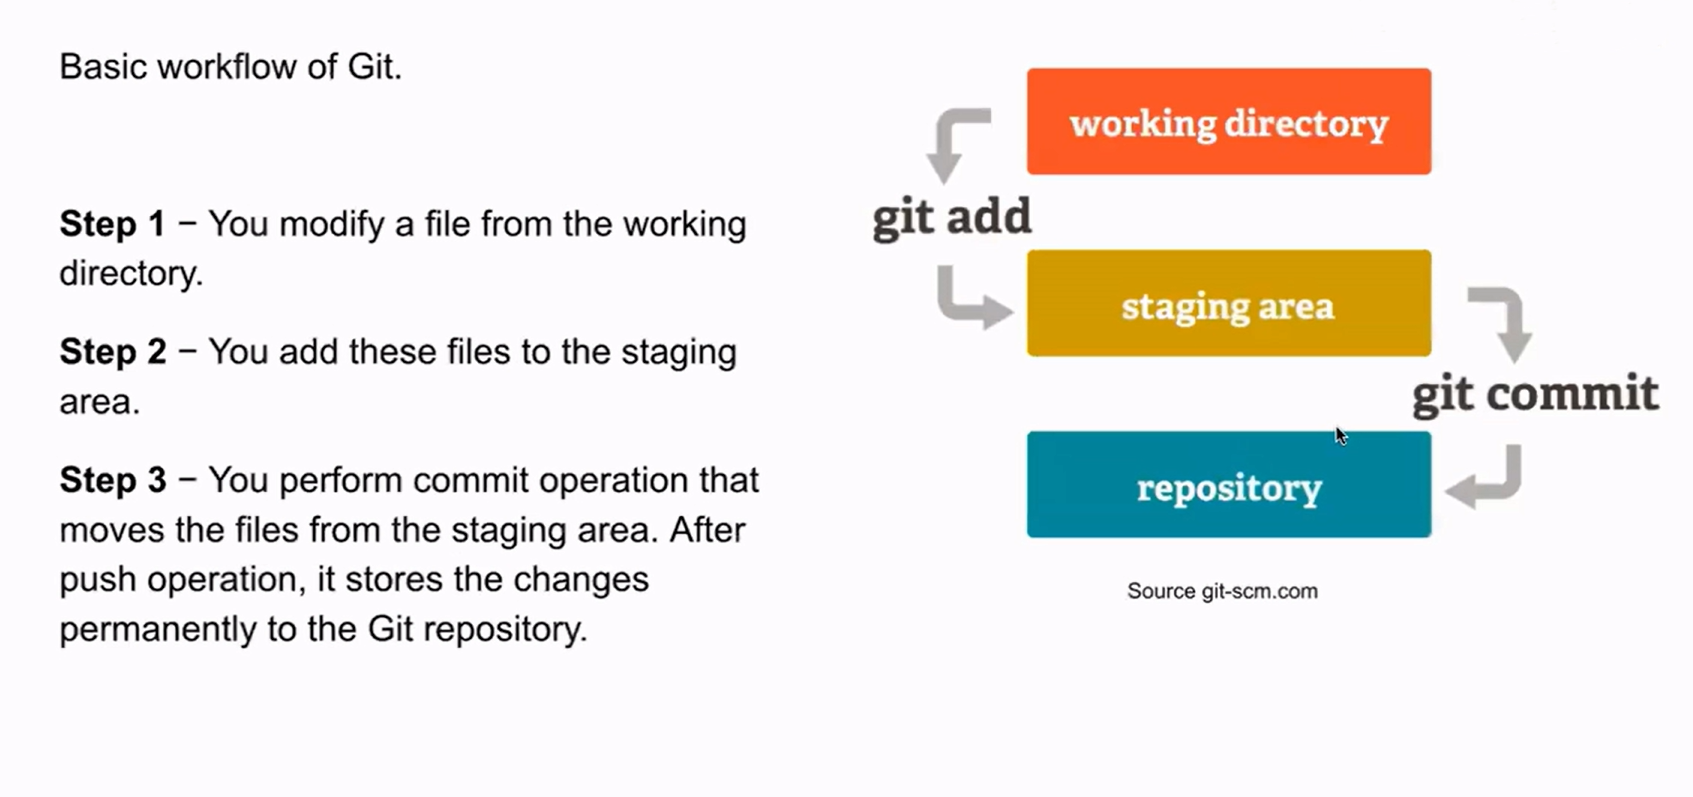 Basic workflow of Git.
Step 1 – You modify a file from the working
directory.
Step 2 – You add these files to the staging
area.
Step 3 – You perform commit operation that
moves the files from the staging area. After
push operation, it stores the changes
permanently to the Git repository.
working directory
git add
staging area
git commit
repository
Source git-scm.com